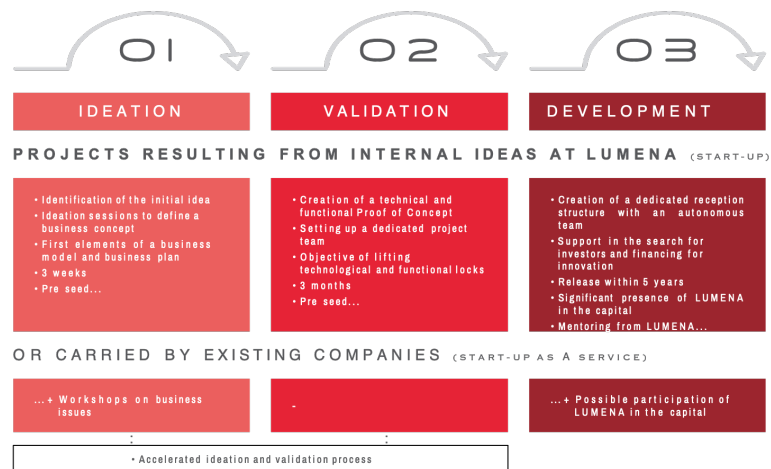 01 02 03
IDEATION VALIDATION DEVELOPMENT
PROJECTS RESULTING FROM INTERNAL IDEAS AT LUMENA (START-UP)
• Identification of the initial idea
• Ideation sessions to define a
business concept
• First elements of a business
model and business plan
• 3 weeks
• Pre seed...
• Creation of a technical and
functional Proof of Concept
• Setting up a dedicated project
team
• Objective of lifting
technological and functional locks
• 3 months
• Pre seed...
• Creation of a dedicated reception
structure with an autonomous
team
• Support in the search for
investors and financing for
innovation
• Release within 5 years
• Significant presence of LUMENA
in the capital
• Mentoring from LUMENA...
OR CARRIED BY EXISTING COMPANIES (START-UP AS A SERVICE)
...+ Workshops on business
issues
-
...+ Possible participation of
LUMENA in the capital
• Accelerated ideation and validation process